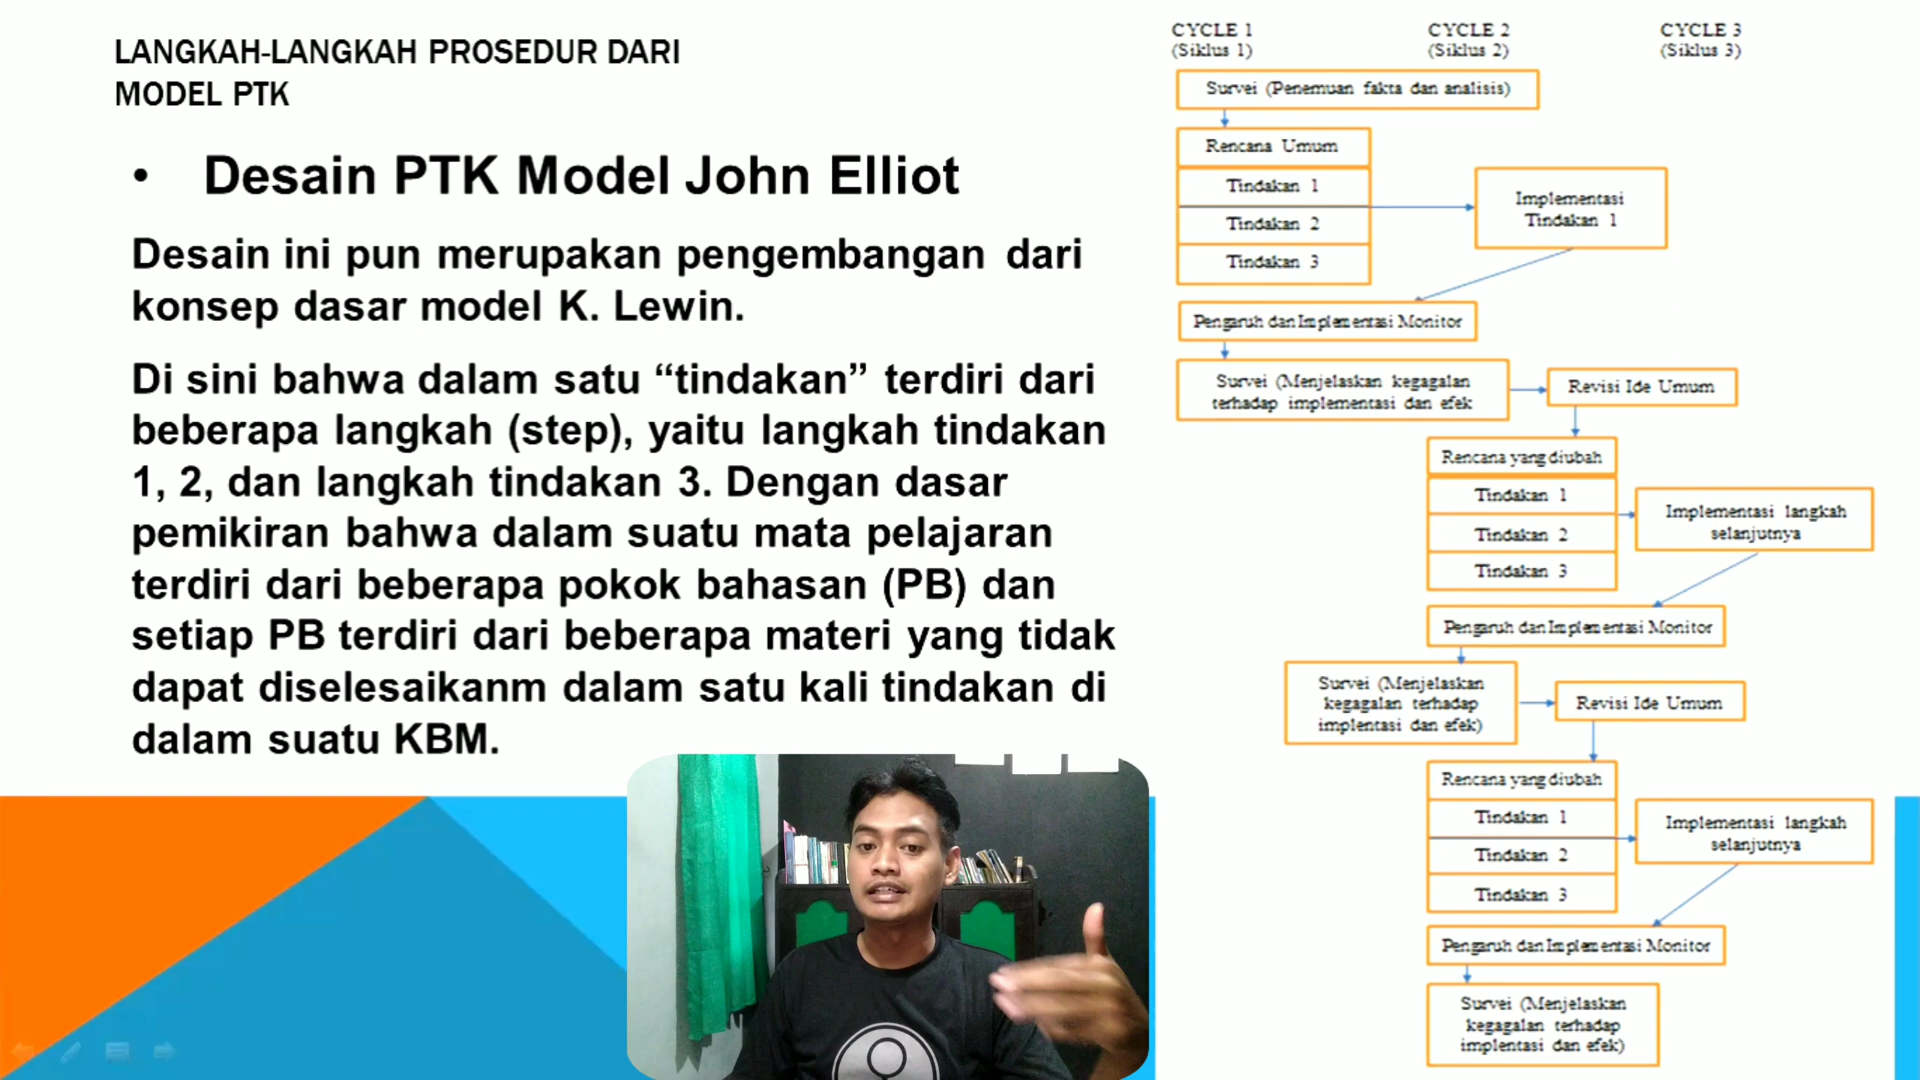 LANGKAH-LANGKAH PROSEDUR DARI
MODEL PTK
• Desain PTK Model John Elliot
Desain ini pun merupakan pengembangan dari
konsep dasar model K. Lewin.
Di sini bahwa dalam satu “tindakan” terdiri dari
beberapa langkah (step), yaitu langkah tindakan
1, 2, dan langkah tindakan 3. Dengan dasar
pemikiran bahwa dalam suatu mata pelajaran
terdiri dari beberapa pokok bahasan (PB) dan
setiap PB terdiri dari beberapa materi yang tidak
dapat diselesaikanm dalam satu kali tindakan di
dalam suatu KBM.
CYCLE 1
(Siklus 1)
CYCLE 2
(Siklus 2)
CYCLE 3
(Siklus 3)
Survei (Penemuan fakta dan analisis)
Rencana Umum
Tindakan 1
Tindakan 2
Tindakan 3
Implementasi
Tindakan 1
Pengaruh dan Implementasi Monitor
Survei (Menjelaskan kegagalan
terhadap implementasi dan efek
Revisi Ide Umum
Rencana yang diubah
Tindakan 1
Tindakan 2
Tindakan 3
Implementasi langkah
selanjutnya
Pengaruh dan Implementasi Monitor
Survei (Menjelaskan
kegagalan terhadap
implentasi dan efek)
Revisi Ide Umum
Rencana yang diubah
Tindakan 1
Tindakan 2
Tindakan 3
Implementasi langkah
selanjutnya
Pengaruh dan Implementasi Monitor
Survei (Menjelaskan
kegagalan terhadap
implentasi dan efek)